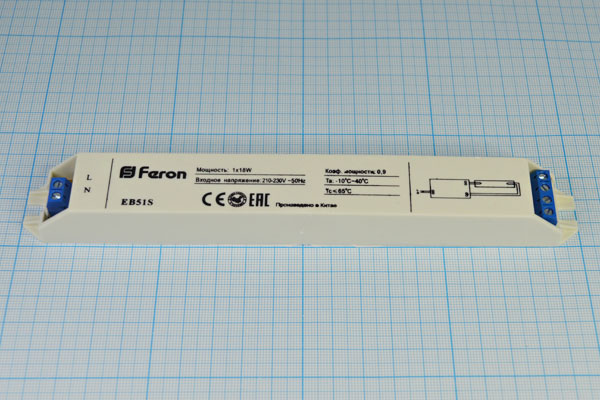 L
N
Feron
EB51S
Мощность: 1x18W
Входное напряжение: 210-230V ~50Hz
CE EAC
Произведено в Китае
Коэф. мощности: 0,9
Та: -10°C~40°C
Tc<65°C